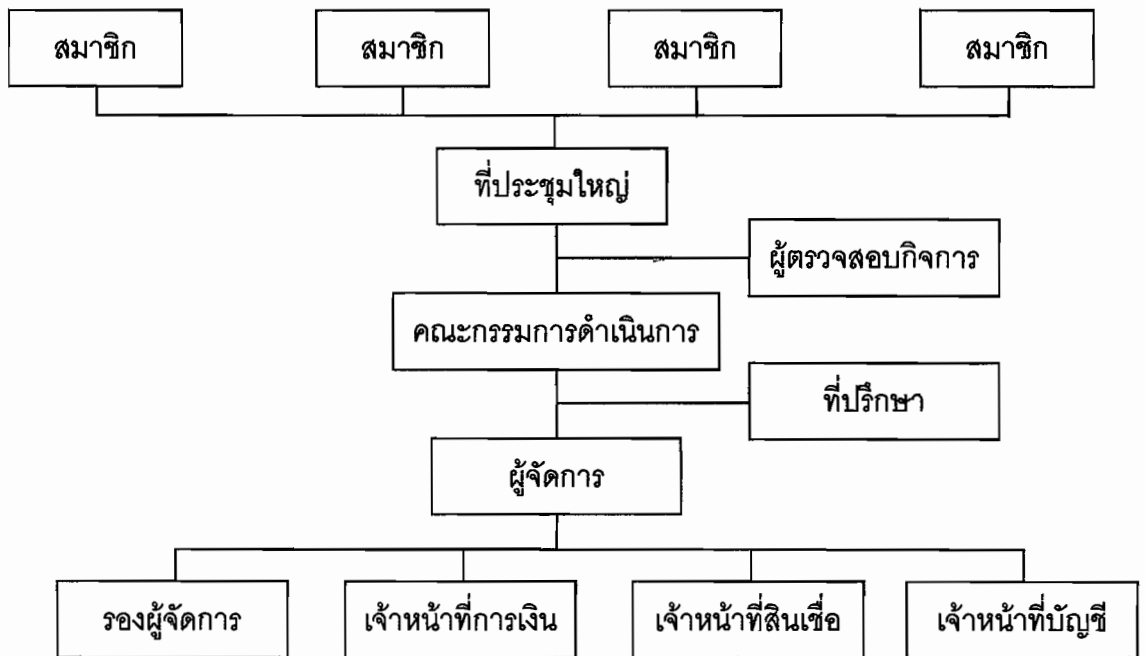 สมาชิก
สมาชิก
สมาชิก
สมาชิก
ที่ประชุมใหญ่
ผู้ตรวจสอบกิจการ
คณะกรรมการดำเนินการ
ที่ปรึกษา
ผู้จัดการ
รองผู้จัดการ
เจ้าหน้าที่การเงิน
เจ้าหน้าที่สินเชื่อ
เจ้าหน้าที่บัญชี